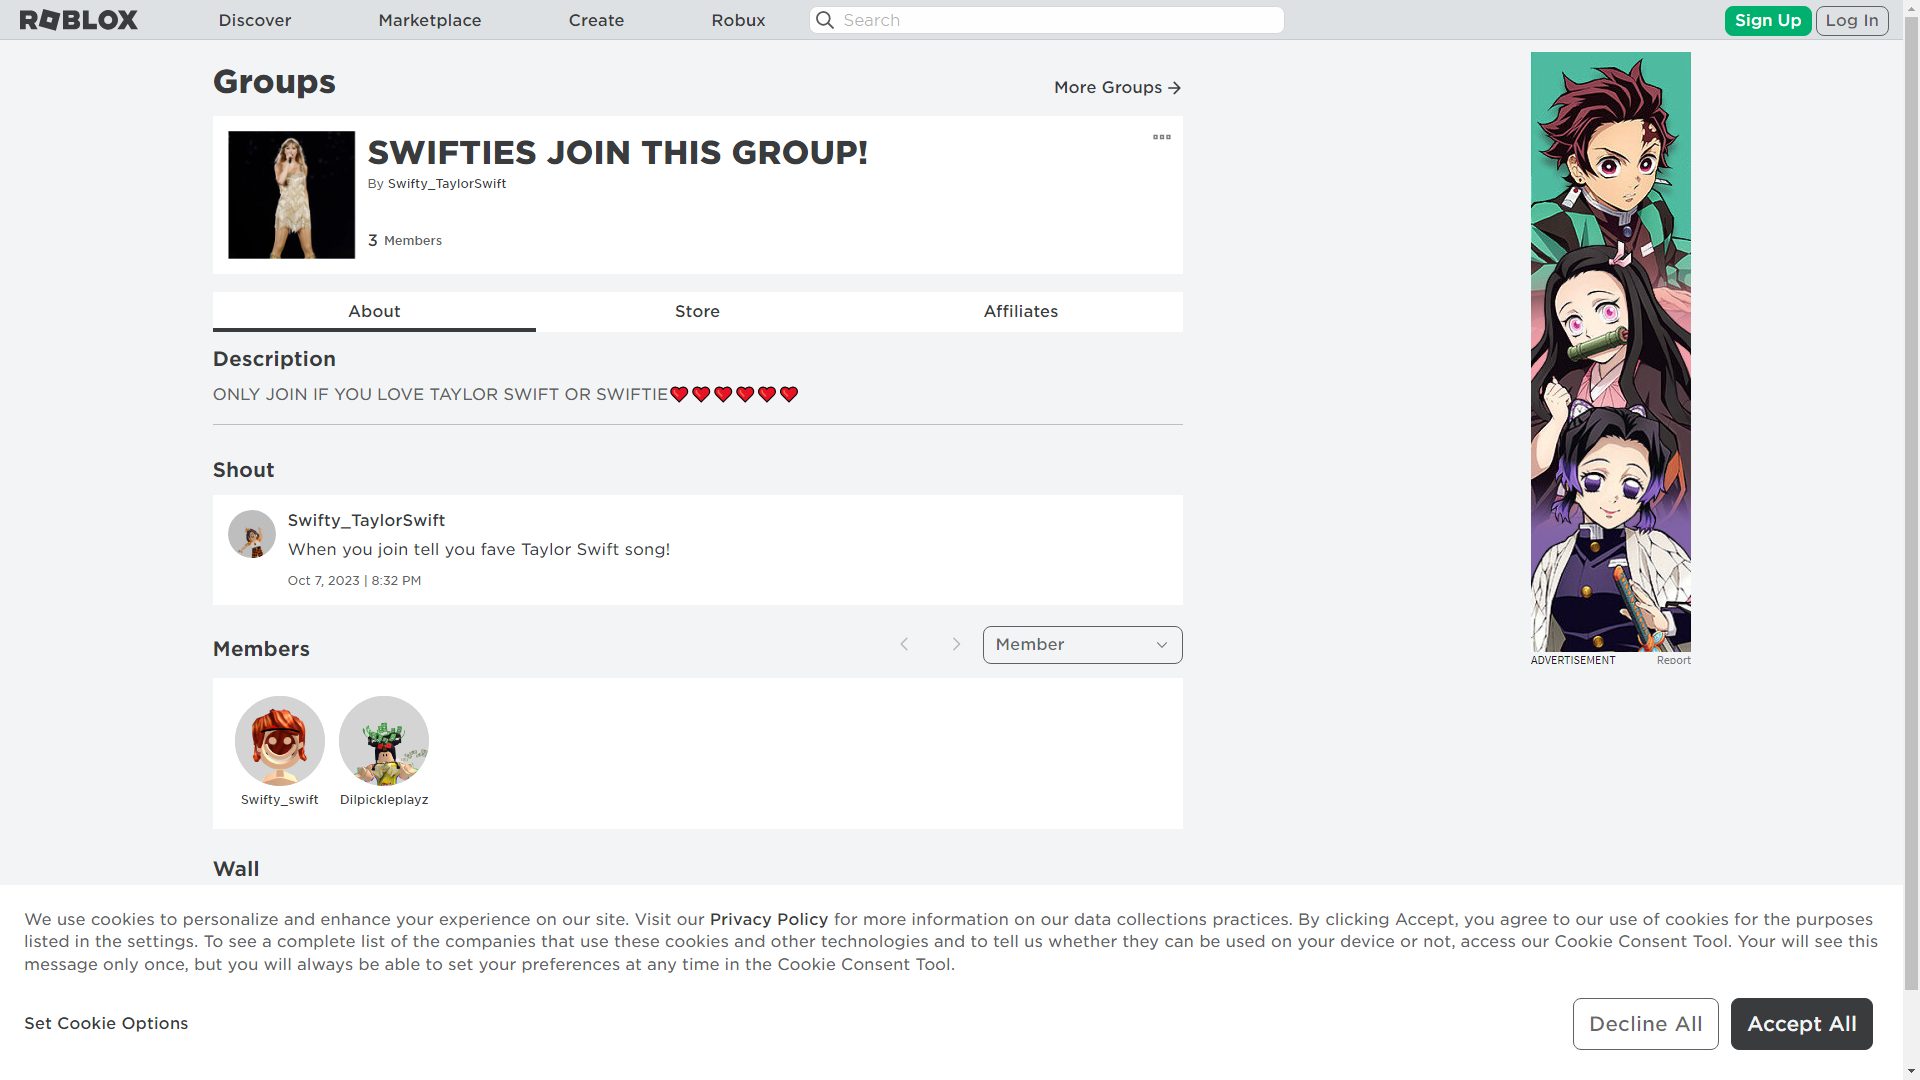 ROBLOX
Discover
Marketplace
Create
Robux
Search
Sign Up
Log In
Groups
More Groups
SWIFTIES JOIN THIS GROUP!
By Swifty_TaylorSwift
3 Members
About
Store
Affiliates
Description
ONLY JOIN IF YOU LOVE TAYLOR SWIFT OR SWIFTIE❤️❤️❤️❤️❤️❤️
Shout
Swifty_TaylorSwift
When you join tell you fave Taylor Swift song!
Oct 7, 2023 | 8:32 PM
Members
Member
Swifty_swift
Dilpickleplayz
Wall
ADVERTISEMENT
Report
We use cookies to personalize and enhance your experience on our site. Visit our Privacy Policy for more information on our data collections practices. By clicking Accept, you agree to our use of cookies for the purposes
listed in the settings. To see a complete list of the companies that use these cookies and other technologies and to tell us whether they can be used on your device or not, access our Cookie Consent Tool. Your will see this
message only once, but you will always be able to set your preferences at any time in the Cookie Consent Tool.
Set Cookie Options
Decline All
Accept All